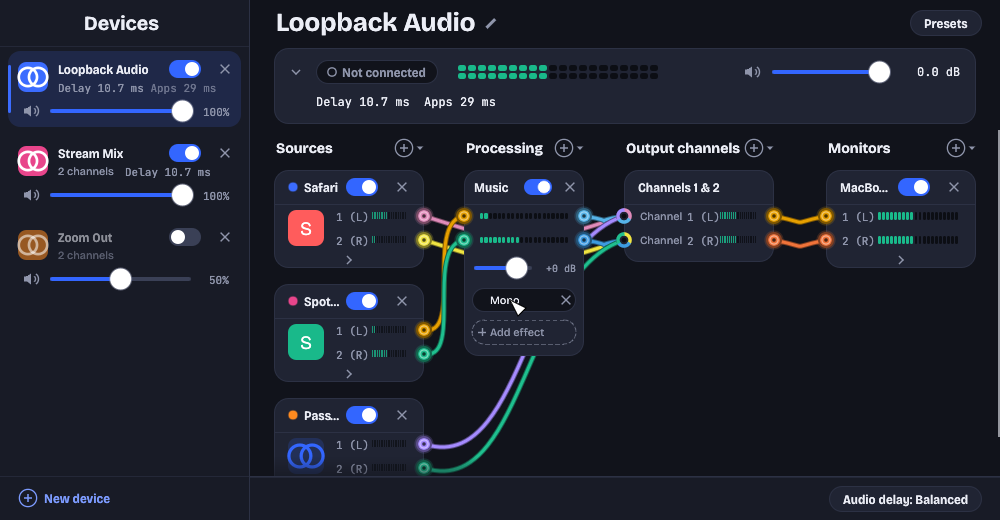 Devices
Loopback Audio
Delay 10.7 ms Apps 29 ms
100%
Stream Mix
2 channels Delay 10.7 ms
100%
Zoom Out
2 channels
50%
New device
Loopback Audio
Presets
Not connected
0.0 dB
Delay 10.7 ms Apps 29 ms
Sources
Processing
Output channels
Monitors
Safari
S
1 (L)
2 (R)
Spot...
S
1 (L)
2 (R)
Pass...
1 (L)
2 (R)
Music
+0 dB
Mono
+ Add effect
Channels 1 & 2
Channel 1 (L)
Channel 2 (R)
MacBo...
1 (L)
2 (R)
Audio delay: Balanced